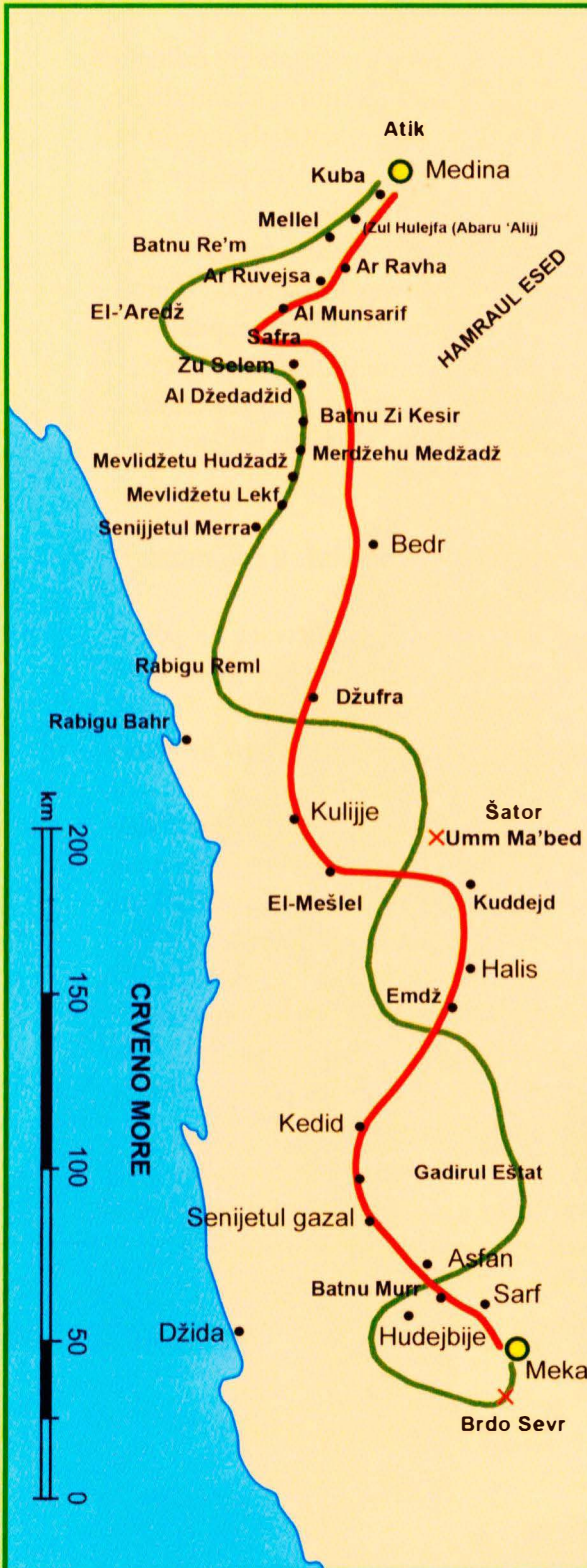 Atik
Medina
Kuba
Mellel
(Zul Hulejfa (Abaru ‘Alijj
Batnu Re’m
Ar Ravha
Ar Ruvejsa
HAMRAUL ESED
El-’Aredž
Al Munsarif
Safra
Zu Selem
Al Džedadžid
Batnu Zi Kesir
Merdžehu Medžadž
Mevlidžetu Hudžadž
Mevlidžetu Lekf
Senijjetul Merra
Bedr
Rabigu Reml
Džufra
Rabigu Bahr
km
200
Kulijje
Šator
Umm Ma’bed
El-Mešlel
Kuddejd
Halis
150
Emdž
CRVENO MORE
Kedid
100
Gadirul Eštat
Senijetul gazal
Asfan
Batnu Murr
Sarf
Džida
50
Hudejbije
Meka
Brdo Sevr
0